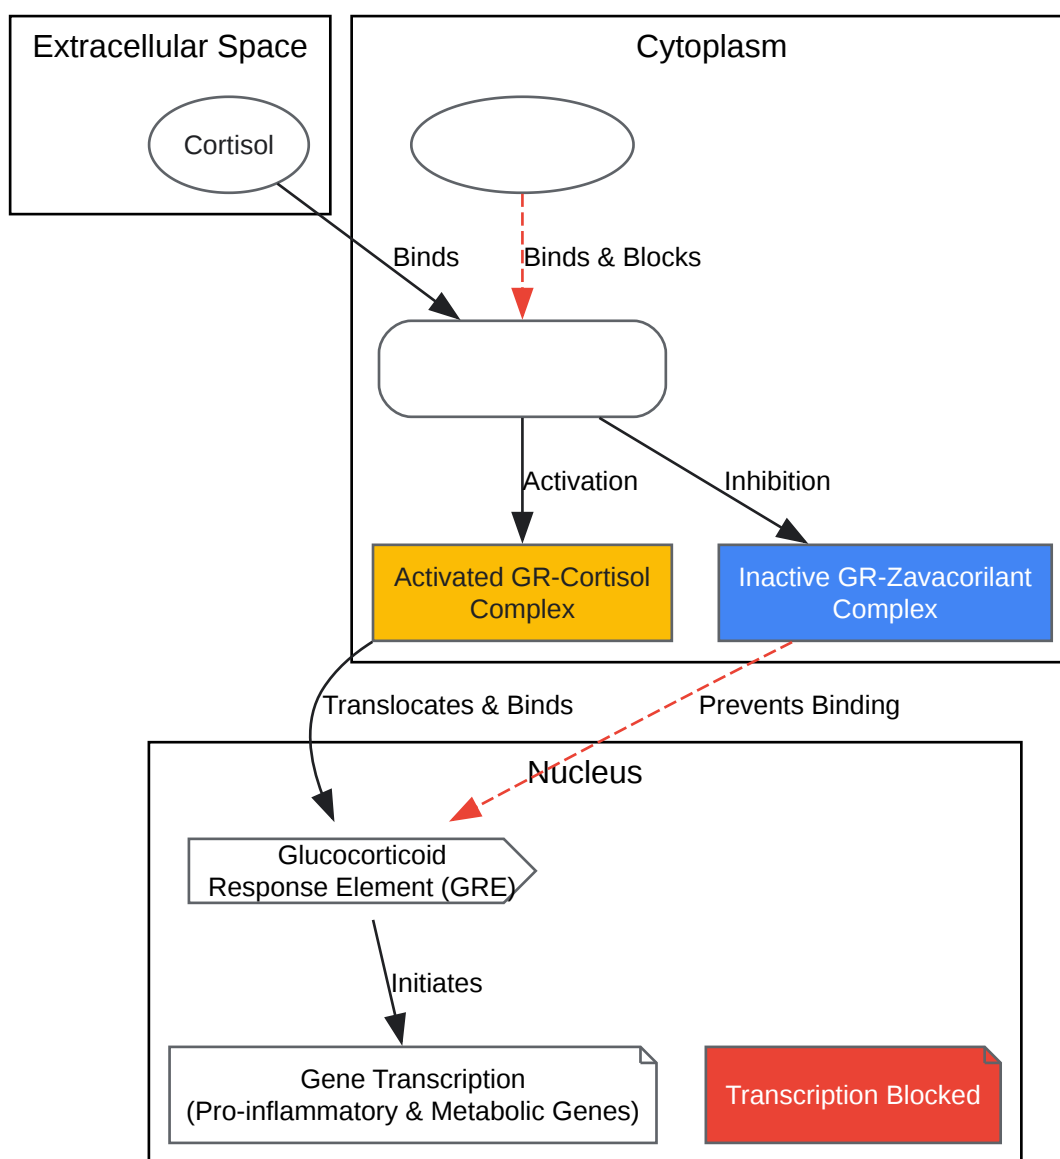 Extracellular Space
Cytoplasm
Cortisol
Binds
Binds & Blocks
Activation
Inhibition
Activated GR-Cortisol
Complex
Inactive GR-Zavacorilant
Complex
Translocates & Binds
Prevents Binding
Nucleus
Glucocorticoid
Response Element (GRE)
Initiates
Gene Transcription
(Pro-inflammatory & Metabolic Genes)
Transcription Blocked